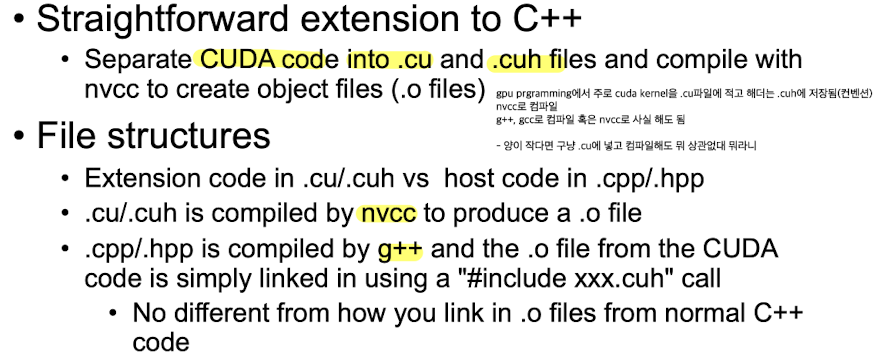 • Straightforward extension to C++
• Separate CUDA code into .cu and .cuh files and compile with
nvcc to create object files (.o files)
gpu prgramming에서 주로 cuda kernel을 .cu파일에 적고 해더는 .cuh에 저장됨(컨벤션)
nvcc로 컴파일
g++, gcc로 컴파일 혹은 nvcc로 사실 해도 됨
- 양이 작다면 구냥 .cu에 넣고 컴파일해도 뭐 상관없대 뭐라니
• File structures
• Extension code in .cu/.cuh vs host code in .cpp/.hpp
• .cu/.cuh is compiled by nvcc to produce a .o file
• .cpp/.hpp is compiled by g++ and the .o file from the CUDA
code is simply linked in using a "#include xxx.cuh" call
• No different from how you link in .o files from normal C++
code